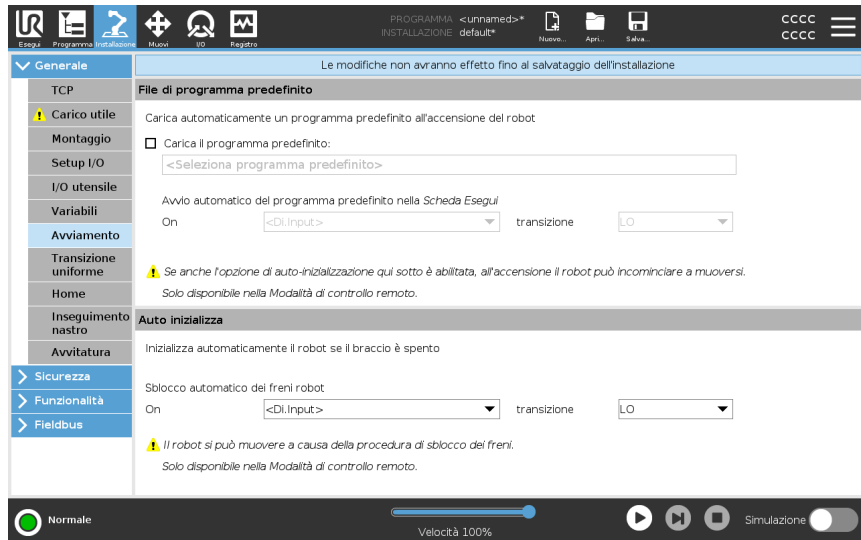 PROGRAMMA <unnamed>*
INSTALLAZIONE default*
UR
Esegui
Programma
Installazione
Muovi
I/O
Registro
Nuovo...
Apri...
Salva...
cccc
cccc
Generale
TCP
Carico utile
Montaggio
Setup I/O
I/O utensile
Variabili
Avviamento
Transizione
uniforme
Home
Inseguimento
nastro
Avvitatura
Sicurezza
Funzionalità
Fieldbus
Le modifiche non avranno effetto fino al salvataggio dell'installazione
File di programma predefinito
Carica automaticamente un programma predefinito all'accensione del robot
Carica il programma predefinito:
<Seleziona programma predefinito>
Avvio automatico del programma predefinito nella Scheda Esegui
On <Di.Input> transizione LO
Se anche l'opzione di auto-inizializzazione qui sotto è abilitata, all'accensione il robot può incominciare a muoversi.
Solo disponibile nella Modalità di controllo remoto.
Auto inizializza
Inizializza automaticamente il robot se il braccio è spento
Sblocco automatico dei freni robot
On <Di.Input> transizione LO
Il robot si può muovere a causa della procedura di sblocco dei freni.
Solo disponibile nella Modalità di controllo remoto.
Normale
Velocità 100%
Simulazione